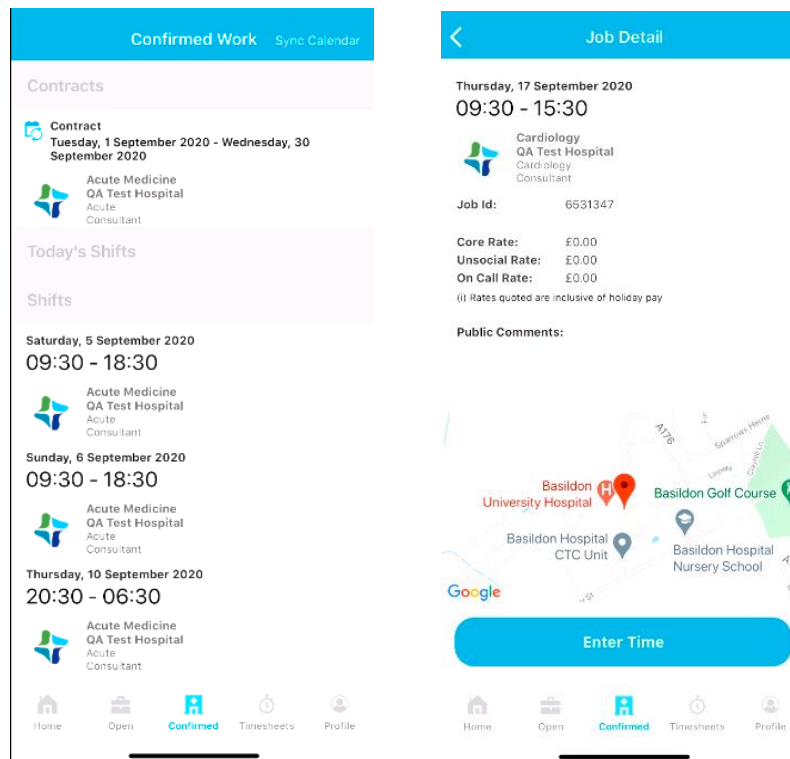 Confirmed Work
Sync Calendar
Contracts
Contract
Tuesday, 1 September 2020 - Wednesday, 30
September 2020
Acute Medicine
QA Test Hospital
Acute
Consultant
Today's Shifts
Shifts
Saturday, 5 September 2020
09:30 - 18:30
Acute Medicine
QA Test Hospital
Acute
Consultant
Sunday, 6 September 2020
09:30 - 18:30
Acute Medicine
QA Test Hospital
Acute
Consultant
Thursday, 10 September 2020
20:30 - 06:30
Acute Medicine
QA Test Hospital
Acute
Consultant
Home
Open
Confirmed
Timesheets
Profile
Job Detail
Thursday, 17 September 2020
09:30 - 15:30
Cardiology
QA Test Hospital
Cardiology
Consultant
Job Id: 6531347
Core Rate: £0.00
Unsocial Rate: £0.00
On Call Rate: £0.00
(i) Rates quoted are inclusive of holiday pay
Public Comments:
A176
Sparrows Herne
Linnet
Basildon
University Hospital
H
Basildon Golf Course
Basildon Hospital
CTC Unit
Basildon Hospital
Nursery School
Google
Enter Time
Home
Open
Confirmed
Timesheets
Profile